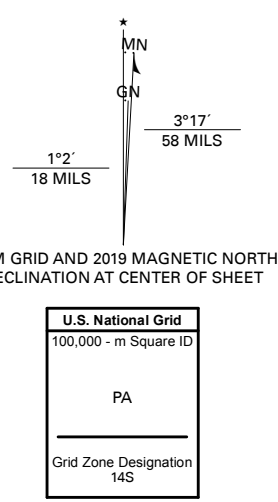 ★
MN
GN
3°17´
58 MILS
1°2´
18 MILS
M GRID AND 2019 MAGNETIC NORTH
ECLINATION AT CENTER OF SHEET
U.S. National Grid
100,000 - m Square ID
PA
Grid Zone Designation
14S